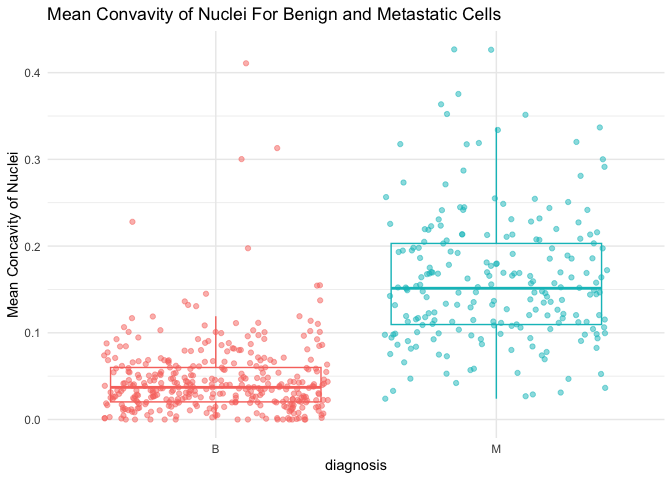 Mean Convavity of Nuclei For Benign and Metastatic Cells
Mean Concavity of Nuclei
0.4
0.3
0.2
0.1
0.0
B
M
diagnosis